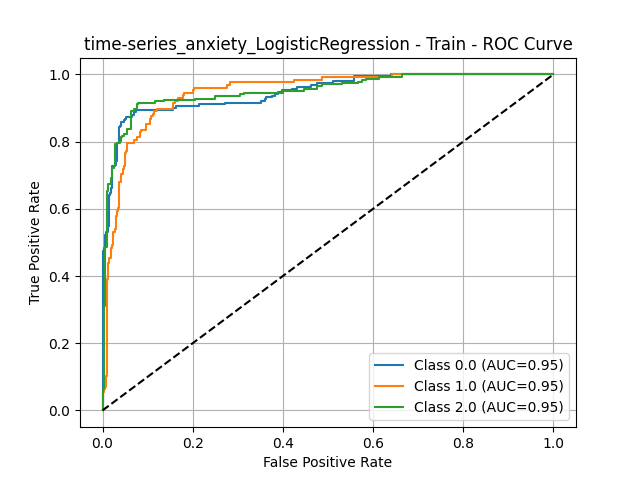 time-series_anxiety_LogisticRegression - Train - ROC Curve
True Positive Rate
1.0
0.8
0.6
0.4
0.2
0.0
0.0 0.2 0.4 0.6 0.8 1.0
False Positive Rate
Class 0.0 (AUC=0.95)
Class 1.0 (AUC=0.95)
Class 2.0 (AUC=0.95)